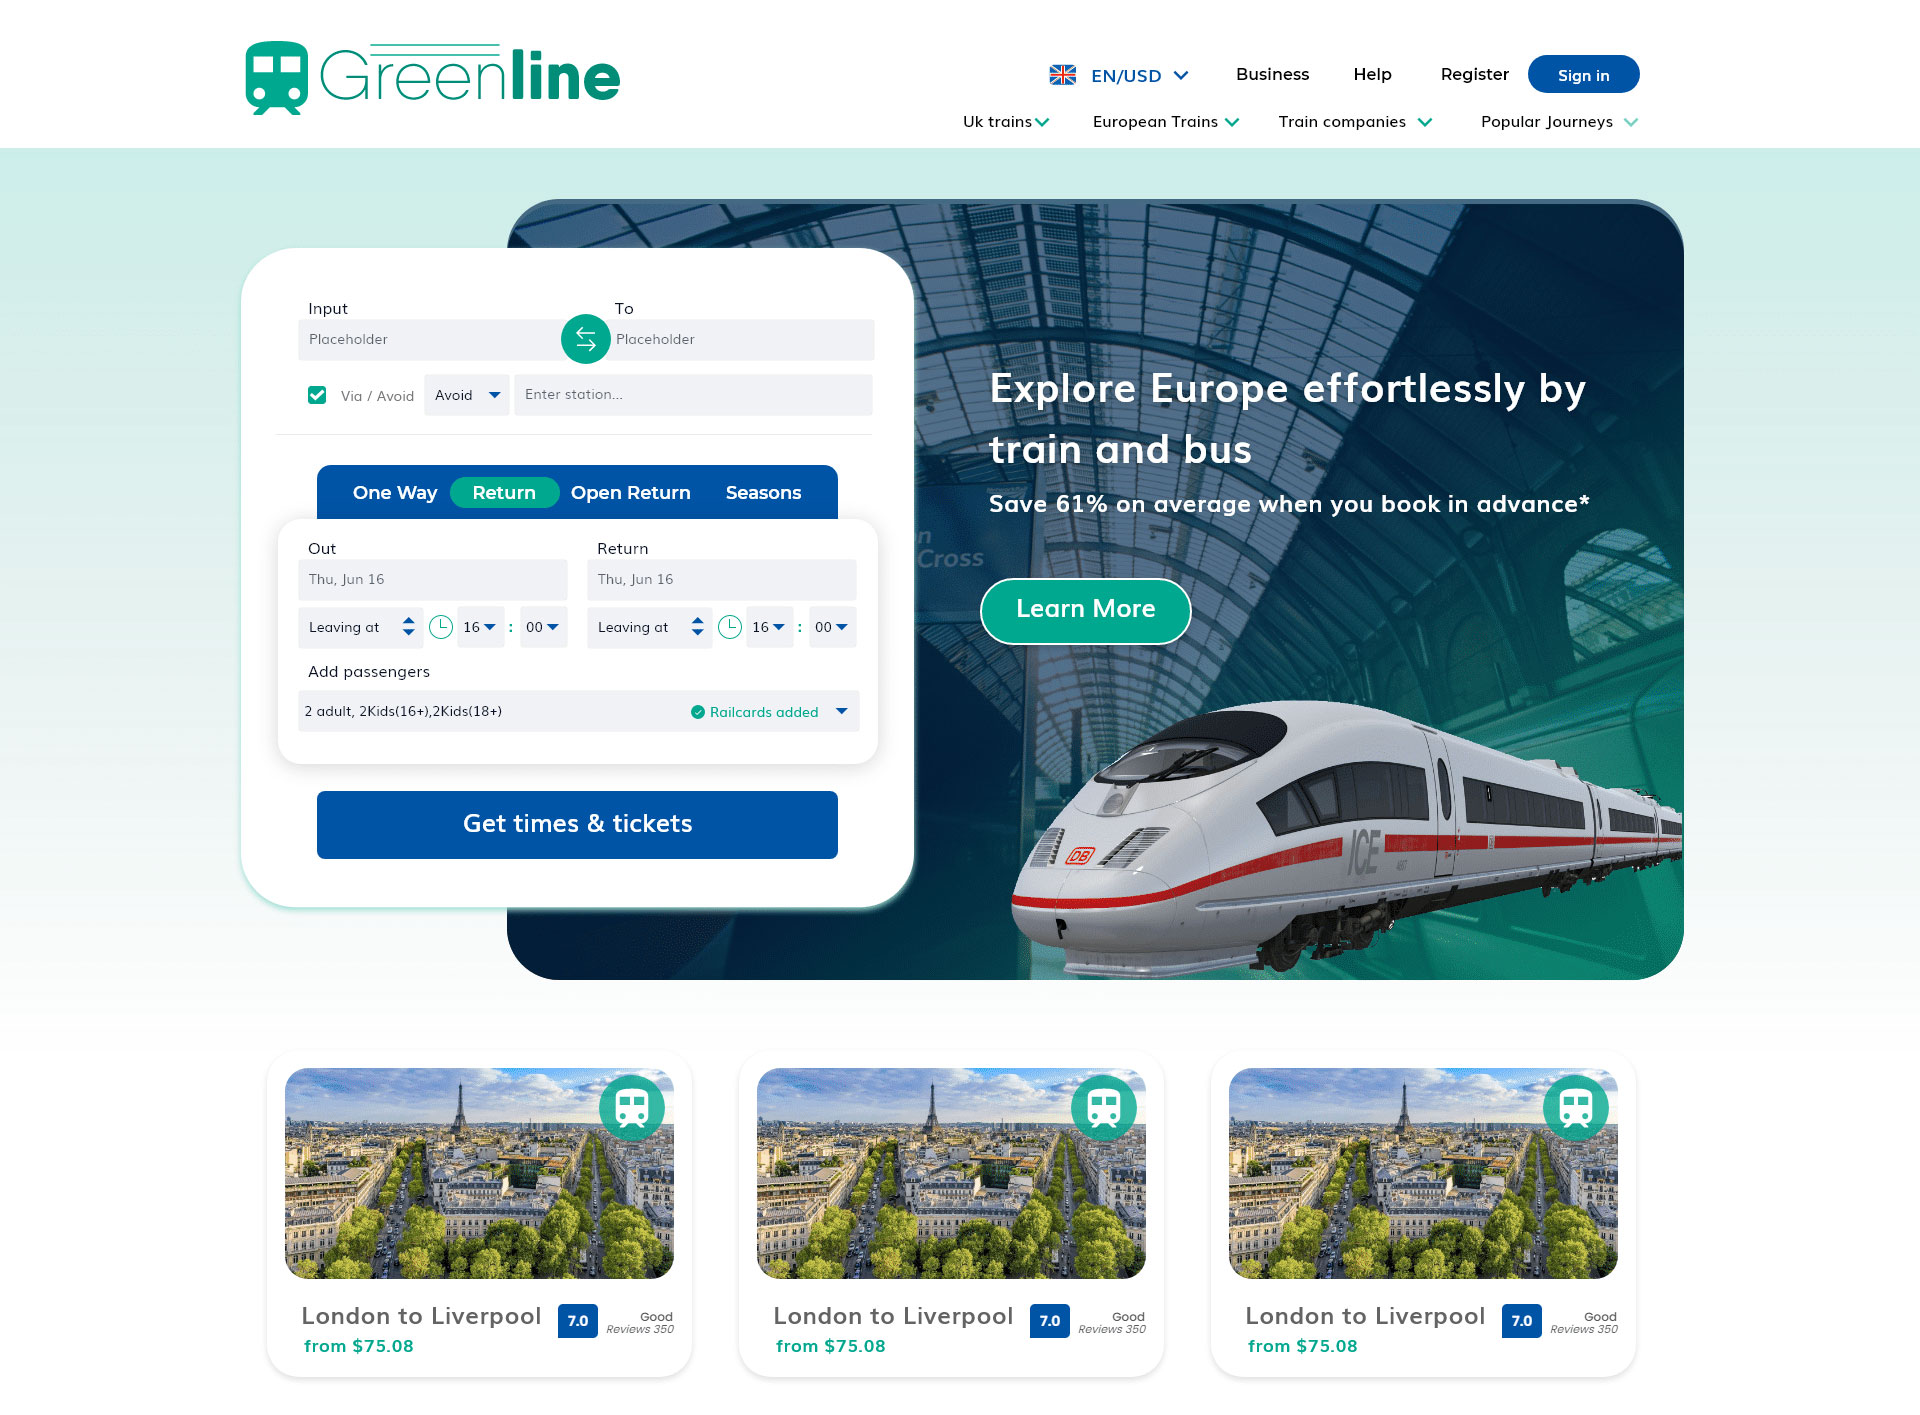 Greenline
EN/USD Business Help Register Sign in
Uk trains European Trains Train companies Popular Journeys
Input To
Placeholder Placeholder
Via / Avoid Avoid Enter station...
One Way Return Open Return Seasons
Out Return
Thu, Jun 16 Thu, Jun 16
Leaving at 16 : 00 Leaving at 16 : 00
Add passengers
2 adult, 2Kids(16+),2Kids(18+) Railcards added
Get times & tickets
Explore Europe effortlessly by
train and bus
Save 61% on average when you book in advance*
Cross
Learn More
DB
ICE
London to Liverpool 7.0 Good
Reviews 350
from $75.08
London to Liverpool 7.0 Good
Reviews 350
from $75.08
London to Liverpool 7.0 Good
Reviews 350
from $75.08